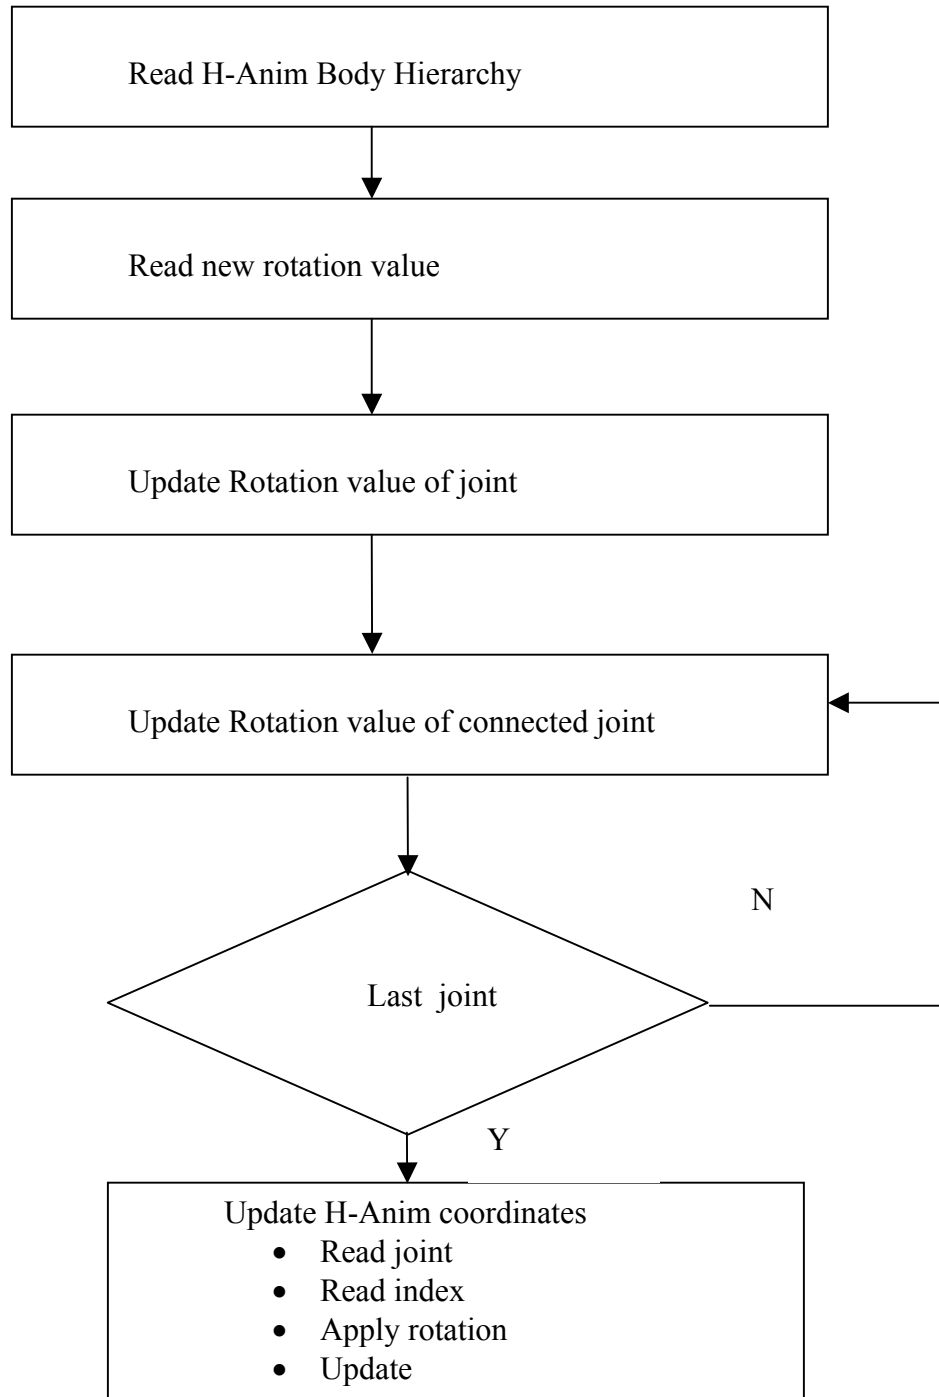 Read H-Anim Body Hierarchy
Read new rotation value
Update Rotation value of joint
Update Rotation value of connected joint
N
Last joint
Y
Update H-Anim coordinates
• Read joint
• Read index
• Apply rotation
• Update